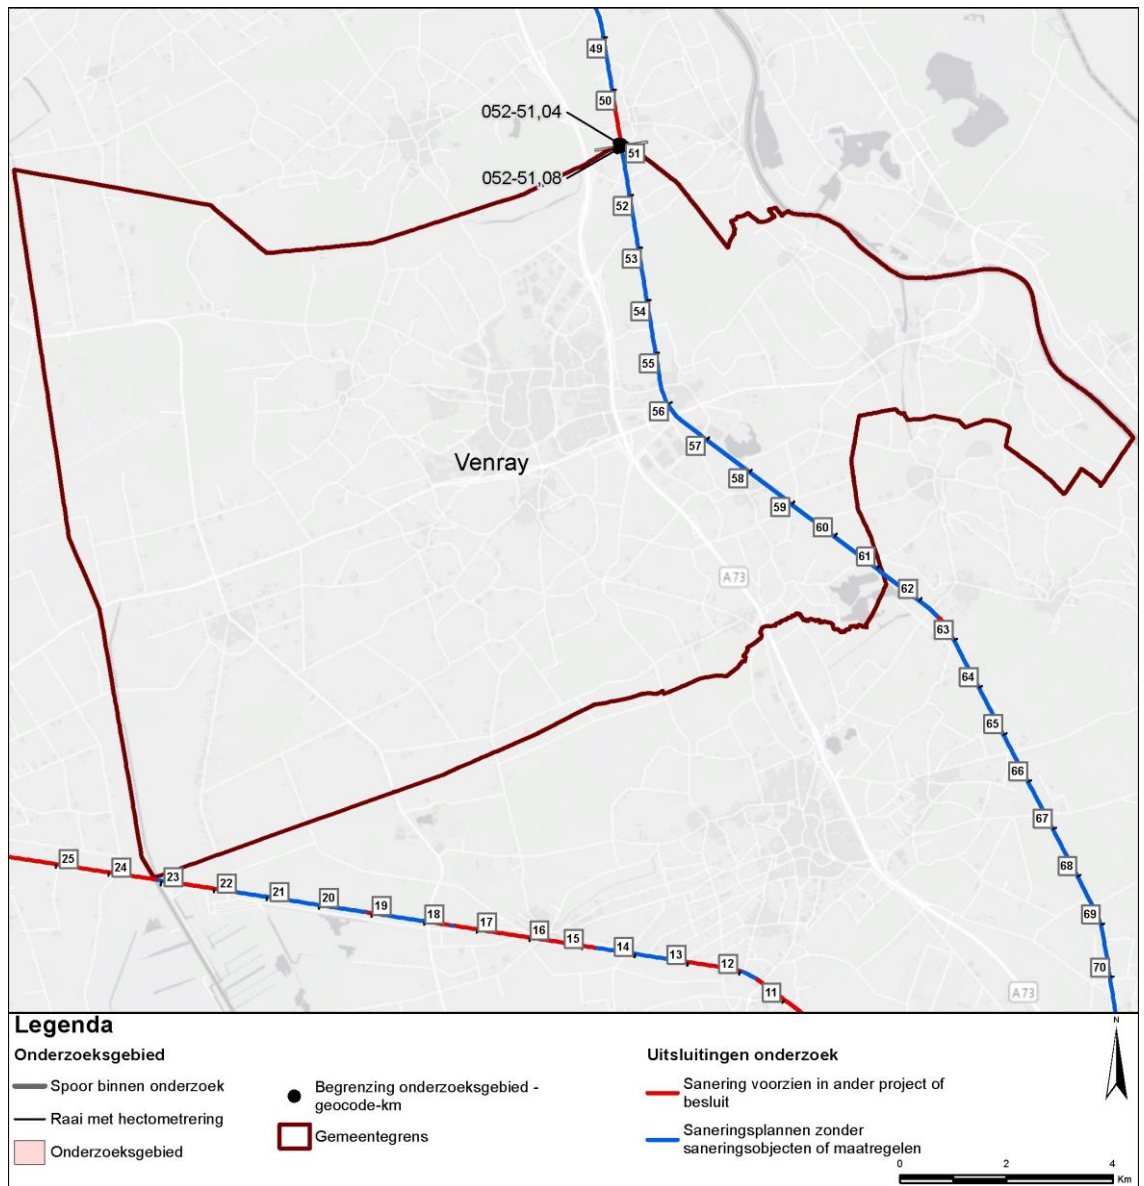 49
50
052-51,04
51
052-51,08
52
53
54
55
56
57
Venray
58
59
60
61
A73
62
63
64
65
66
67
25
24
68
23
22
21
20
19
18
69
17
16
15
14
13
12
70
11
A73
Legenda
Onderzoeksgebied
Spoor binnen onderzoek
Raai met hectometrering
Onderzoeksgebied
Begrenzing onderzoeksgebied -
geocode-km
Gemeentegrens
Uitsluitingen onderzoek
Sanering voorzien in ander project of
besluit
Saneringsplannen zonder
saneringsobjecten of maatregelen
N
0 2 4
Km